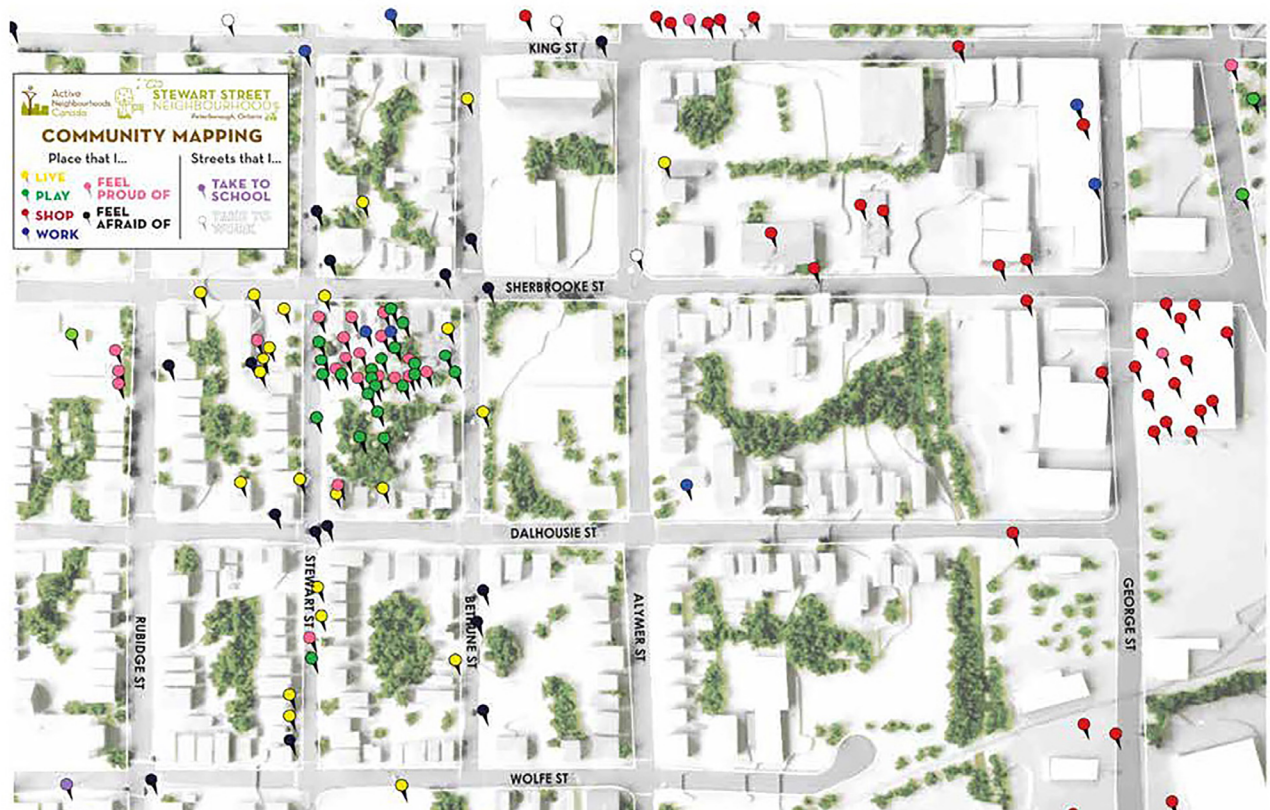 KING ST
Active
Neighbourhoods
Canada
STEWART STREET
NEIGHBOURHOODS
Peterborough, Ontario
COMMUNITY MAPPING
Place that I...
LIVE
PLAY
SHOP
WORK
FEEL
PROUD OF
FEEL
AFRAID OF
Streets that I...
TAKE TO
SCHOOL
TAKE TO
WORK
SHERBROOKE ST
DALHOUSIE ST
STEWART ST
BETHUNE ST
ALYMER ST
GEORGE ST
RUBIDGE ST
WOLFE ST